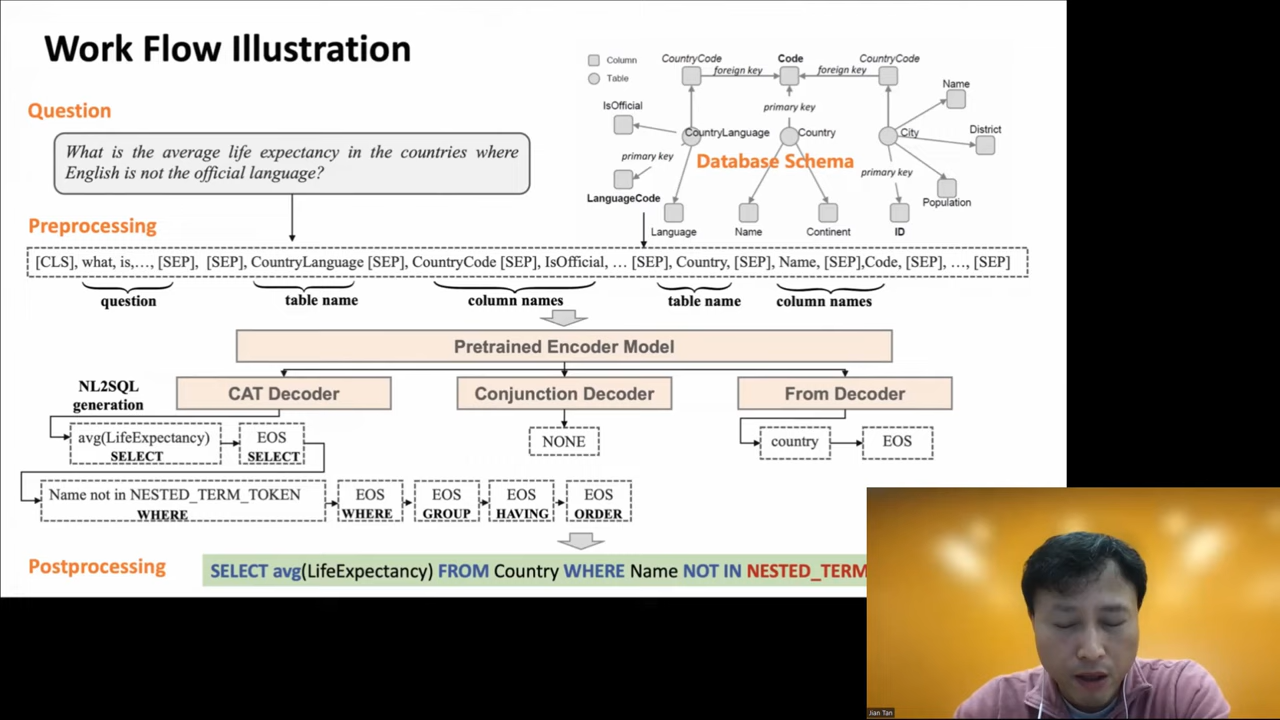 Work Flow Illustration
Question
What is the average life expectancy in the countries where
English is not the official language?
Column
Table
CountryCode
Code
CountryCode
foreign key
foreign key
Name
IsOfficial
primary key
District
CountryLanguage
Country
City
primary key
Database Schema
primary key
LanguageCode
Population
Language
Name
Continent
ID
Preprocessing
[CLS], what, is,…, [SEP], [SEP], CountryLanguage [SEP], CountryCode [SEP], IsOfficial, … [SEP], Country, [SEP], Name, [SEP],Code, [SEP], …, [SEP]
question
table name
column names
table name
column names
Pretrained Encoder Model
NL2SQL
generation
CAT Decoder
Conjunction Decoder
From Decoder
avg(LifeExpectancy)
SELECT
EOS
SELECT
NONE
country
EOS
Name not in NESTED_TERM_TOKEN
WHERE
EOS
WHERE
EOS
GROUP
EOS
HAVING
EOS
ORDER
Postprocessing
SELECT avg(LifeExpectancy) FROM Country WHERE Name NOT IN NESTED_TERM
Jian Tan